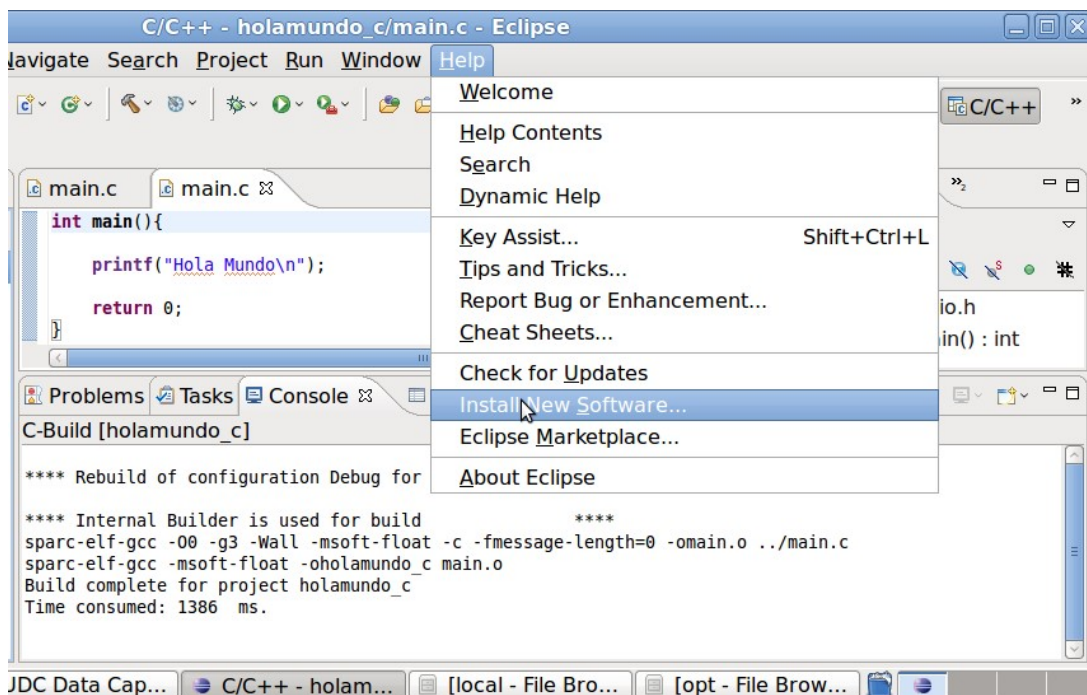 C/C++ - holamundo_c/main.c - Eclipse
Navigate Search Project Run Window Help
Welcome
Help Contents
Search
Dynamic Help
Key Assist... Shift+Ctrl+L
Tips and Tricks...
Report Bug or Enhancement...
Cheat Sheets...
Check for Updates
Install New Software...
Eclipse Marketplace...
About Eclipse
C/C++ »
main.c main.c
»2
int main(){
printf("Hola Mundo\n");
return 0;
}
io.h
in() : int
Problems Tasks Console
C-Build [holamundo_c]
**** Rebuild of configuration Debug for
**** Internal Builder is used for build ****
sparc-elf-gcc -O0 -g3 -Wall -msoft-float -c -fmessage-length=0 -omain.o ../main.c
sparc-elf-gcc -msoft-float -oholamundo_c main.o
Build complete for project holamundo_c
Time consumed: 1386 ms.
UDC Data Cap... C/C++ - holam... [local - File Bro... [opt - File Brow...